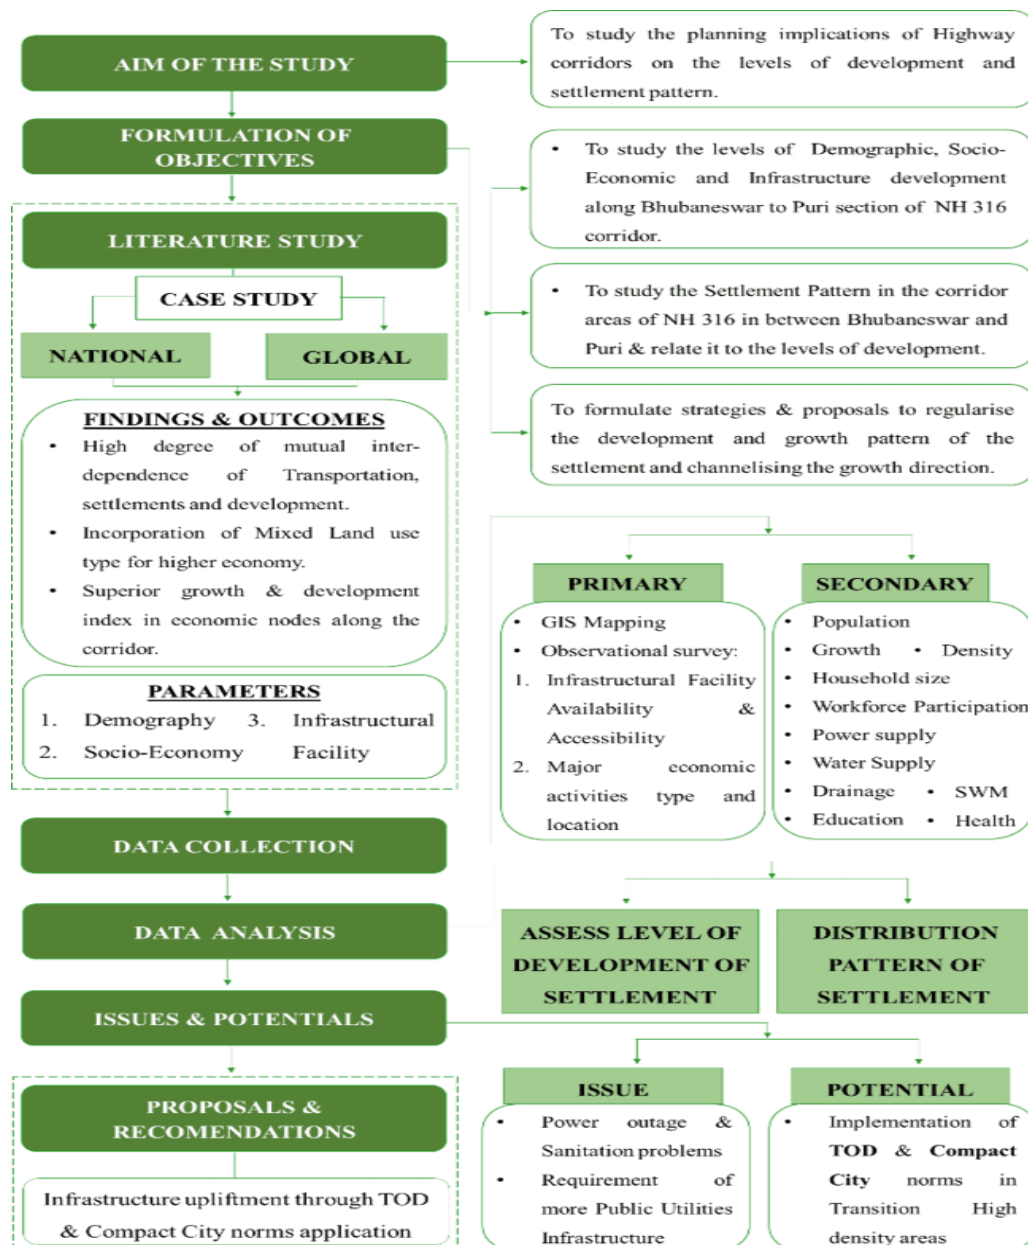 AIM OF THE STUDY
To study the planning implications of Highway
corridors on the levels of development and
settlement pattern.
FORMULATION OF
OBJECTIVES
• To study the levels of Demographic, Socio-
Economic and Infrastructure development
along Bhubaneswar to Puri section of NH 316
corridor.
• To study the Settlement Pattern in the corridor
areas of NH 316 in between Bhubaneswar and
Puri & relate it to the levels of development.
To formulate strategies & proposals to regularise
the development and growth pattern of the
settlement and channelising the growth direction.
LITERATURE STUDY
CASE STUDY
NATIONAL
GLOBAL
FINDINGS & OUTCOMES
• High degree of mutual inter-
dependence of Transportation,
settlements and development.
• Incorporation of Mixed Land use
type for higher economy.
• Superior growth & development
index in economic nodes along the
corridor.
PARAMETERS
1. Demography 3. Infrastructural
2. Socio-Economy Facility
DATA COLLECTION
PRIMARY
• GIS Mapping
• Observational survey:
1. Infrastructural Facility
Availability &
Accessibility
2. Major economic
activities type and
location
SECONDARY
• Population
• Growth • Density
• Household size
• Workforce Participation
• Power supply
• Water Supply
• Drainage • SWM
• Education • Health
DATA ANALYSIS
ASSESS LEVEL OF
DEVELOPMENT OF
SETTLEMENT
DISTRIBUTION
PATTERN OF
SETTLEMENT
ISSUES & POTENTIALS
ISSUE
• Power outage &
Sanitation problems
• Requirement of
more Public Utilities
Infrastructure
POTENTIAL
• Implementation of
TOD & Compact
City norms in
Transition High
density areas
PROPOSALS &
RECOMENDATIONS
Infrastructure upliftment through TOD
& Compact City norms application